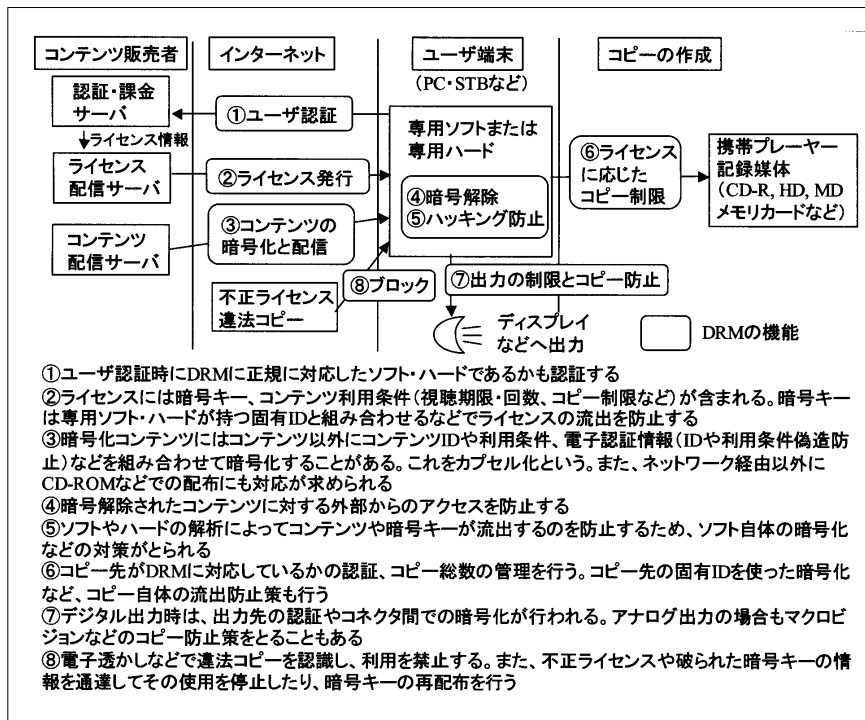 コンテンツ販売者
インターネット
ユーザ端末
(PC・STBなど)
コピーの作成
認証・課金
サーバ
↓ライセンス情報
ライセンス
配信サーバ
コンテンツ
配信サーバ
①ユーザ認証
②ライセンス発行
③コンテンツの
暗号化と配信
不正ライセンス
違法コピー
⑧ブロック
専用ソフトまたは
専用ハード
④暗号解除
⑤ハッキング防止
⑦出力の制限とコピー防止
ディスプレイ
などへ出力
⑥ライセンス
に応じた
コピー制限
携帯プレーヤー
記録媒体
(CD-R, HD, MD
メモリカードなど)
DRMの機能
①ユーザ認証時にDRMに正規に対応したソフト・ハードであるかも認証する
②ライセンスには暗号キー、コンテンツ利用条件(視聴期限・回数、コピー制限など)が含まれる。暗号キー
は専用ソフト・ハードが持つ固有IDと組み合わせるなどでライセンスの流出を防止する
③暗号化コンテンツにはコンテンツ以外にコンテンツIDや利用条件、電子認証情報(IDや利用条件偽造防
止)などを組み合わせて暗号化することがある。これをカプセル化という。また、ネットワーク経由以外に
CD-ROMなどでの配布にも対応が求められる
④暗号解除されたコンテンツに対する外部からのアクセスを防止する
⑤ソフトやハードの解析によってコンテンツや暗号キーが流出するのを防止するため、ソフト自体の暗号化
などの対策がとられる
⑥コピー先がDRMに対応しているかの認証、コピー総数の管理を行う。コピー先の固有IDを使った暗号化
など、コピー自体の流出防止策も行う
⑦デジタル出力時は、出力先の認証やコネクタ間での暗号化が行われる。アナログ出力の場合もマクロビ
ジョンなどのコピー防止策をとることもある
⑧電子透かしなどで違法コピーを認識し、利用を禁止する。また、不正ライセンスや破られた暗号キーの情
報を通達してその使用を停止したり、暗号キーの再配布を行う